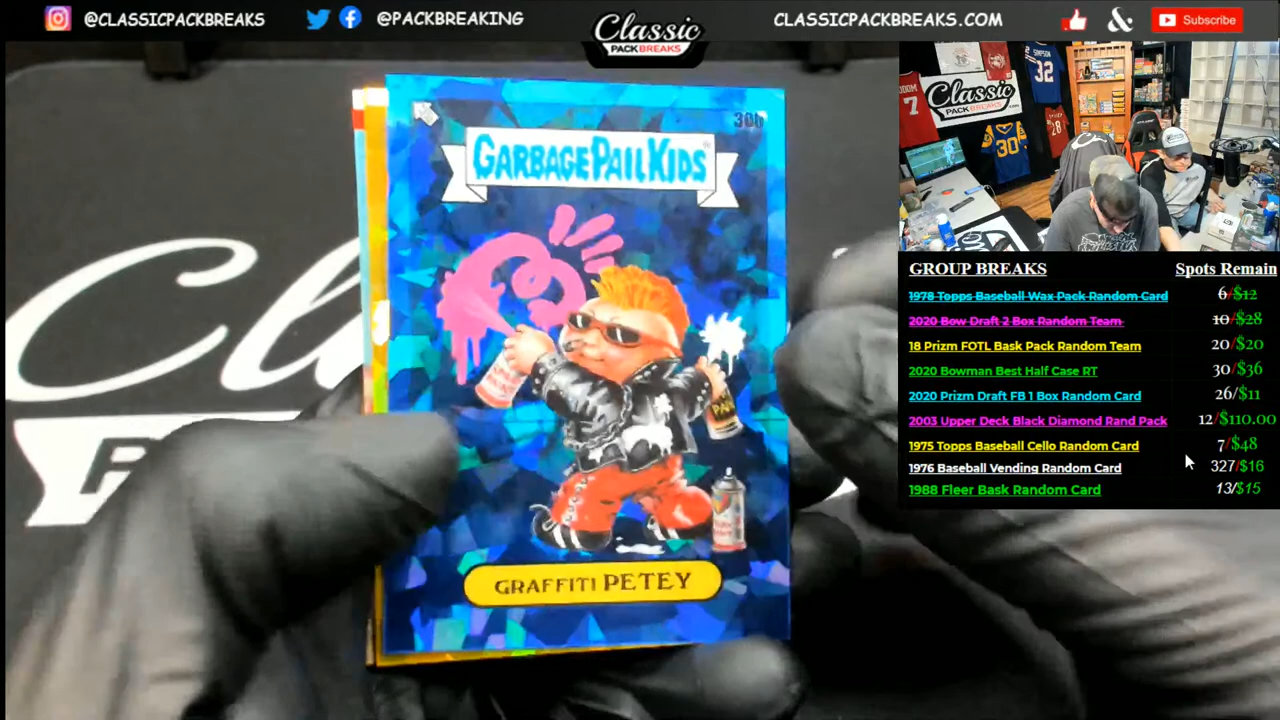 @CLASSICPACKBREAKS
@PACKBREAKING
Classic
PACK BREAKS
CLASSICPACKBREAKS.COM
Subscribe
30b
GARBAGE PAIL KIDS
GRAFFITI PETEY
Classic
PACK BREAKS
7
SIMPSON
32
30
28
GROUP BREAKS Spots Remain
1978 Topps Baseball Wax Pack Random Card 6/$12
2020 Bow Draft 2 Box Random Team 10/$28
18 Prizm FOTL Bask Pack Random Team 20/$20
2020 Bowman Best Half Case RT 30/$36
2020 Prizm Draft FB 1 Box Random Card 26/$11
2003 Upper Deck Black Diamond Rand Pack 12/$110.00
1975 Topps Baseball Cello Random Card 7/$48
1976 Baseball Vending Random Card 327/$16
1988 Fleer Bask Random Card 13/$15